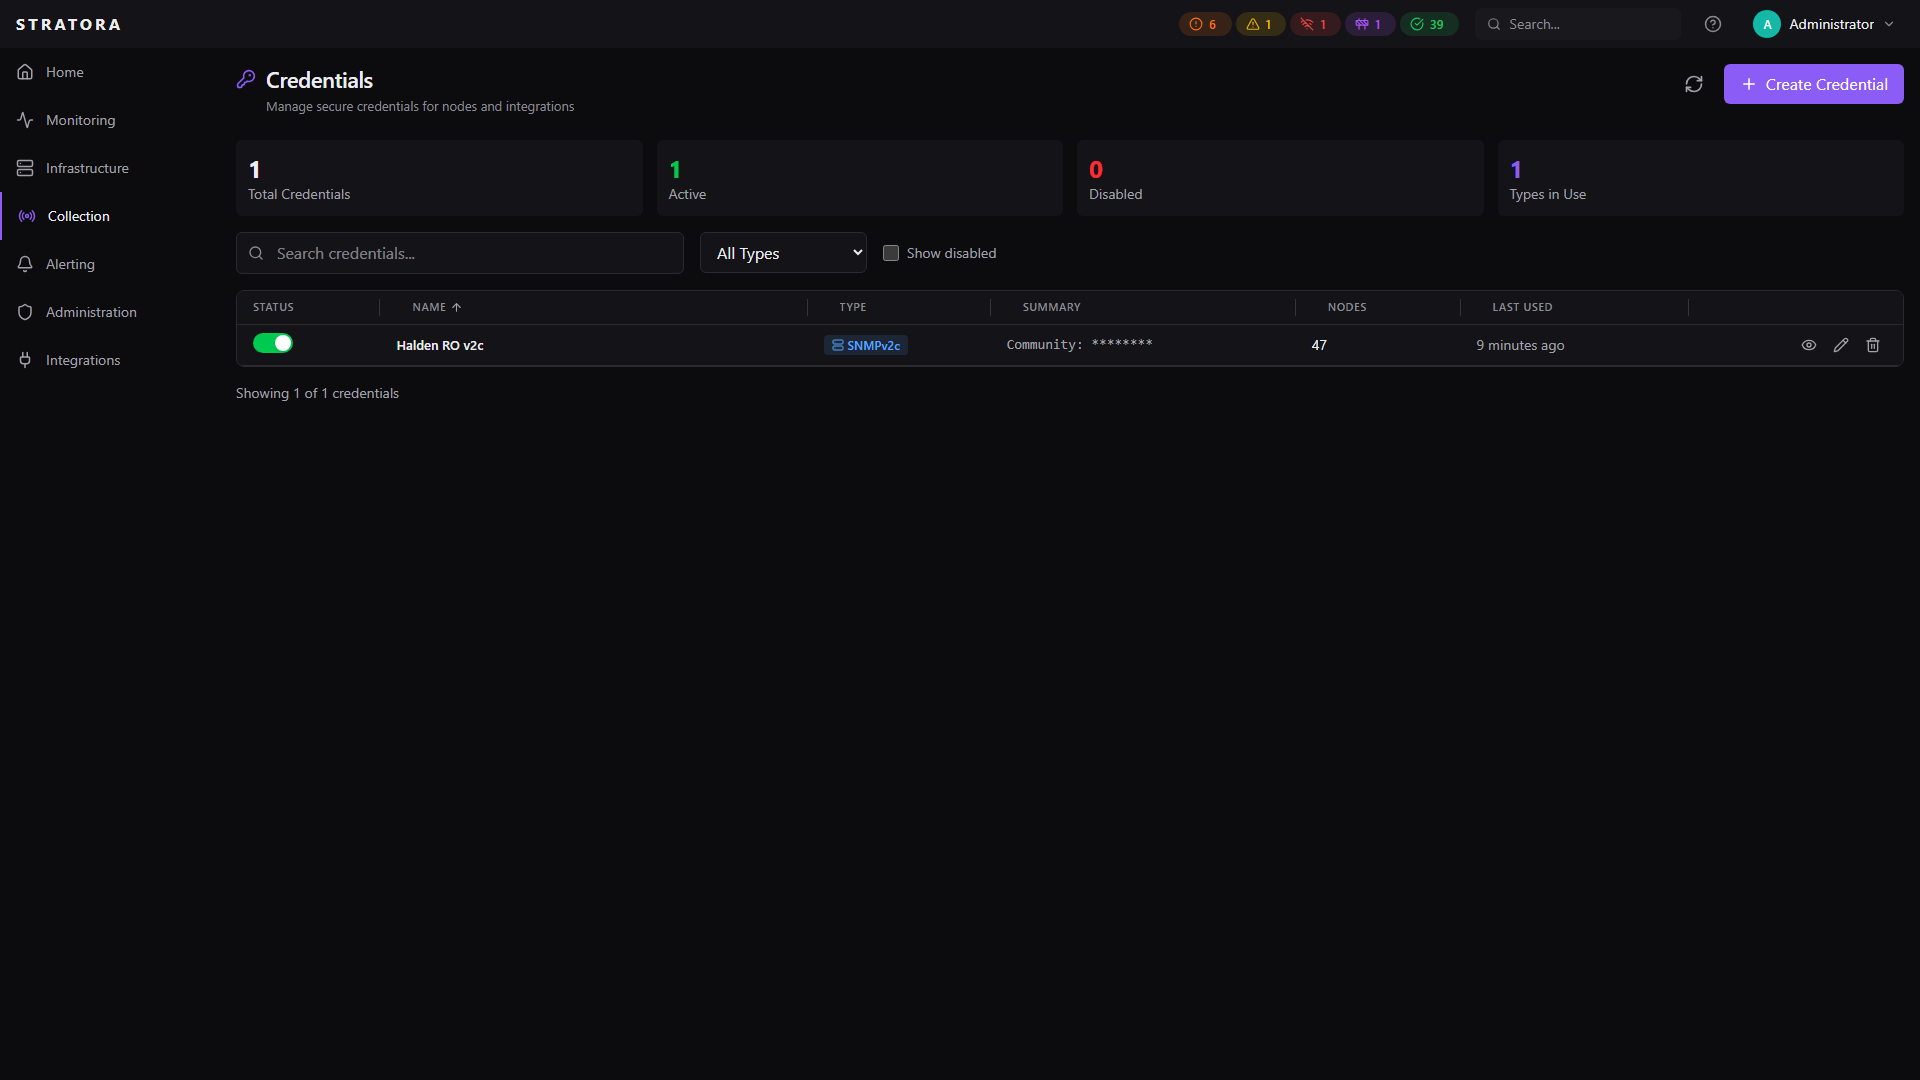 STRATORA
6 1 1 1 39 Search... A Administrator
Home
Monitoring
Infrastructure
Collection
Alerting
Administration
Integrations
Credentials
Manage secure credentials for nodes and integrations
Create Credential
1
Total Credentials
1
Active
0
Disabled
1
Types in Use
Search credentials... All Types Show disabled
STATUS NAME TYPE SUMMARY NODES LAST USED
Halden RO v2c SNMPv2c Community: ******** 47 9 minutes ago
Showing 1 of 1 credentials